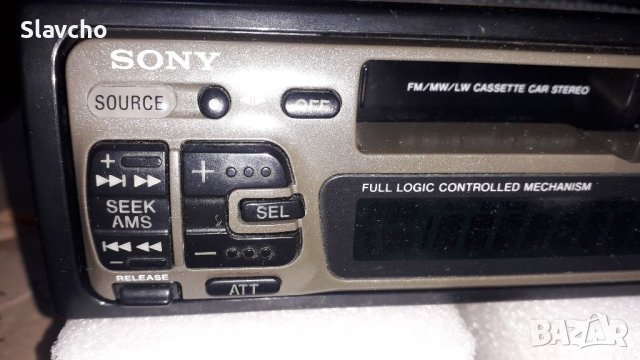 Slavcho
SONY
SOURCE
OFF
FM/MW/LW CASSETTE CAR STEREO
+
+
SEEK
AMS
SEL
FULL LOGIC CONTROLLED MECHANISM
−
−
RELEASE
ATT
BAZAR